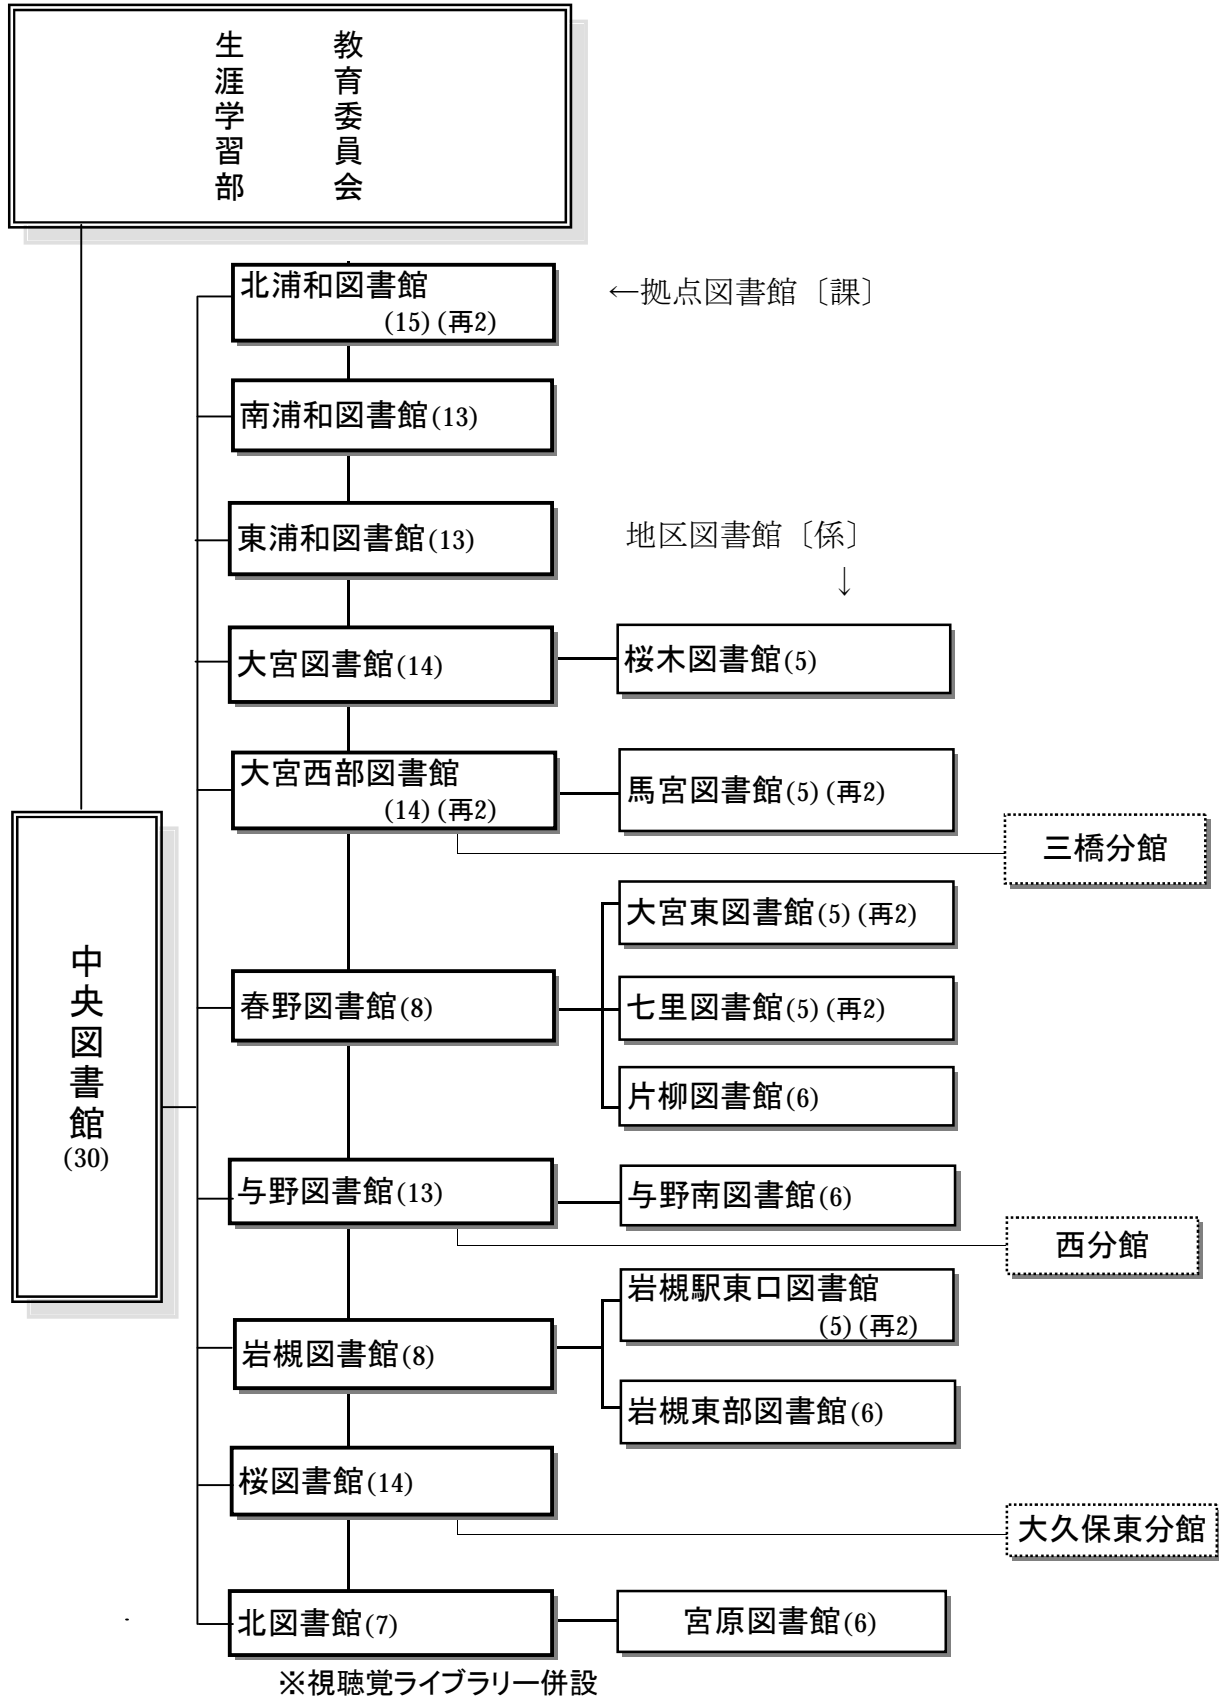 教育委員会
生涯学習部
北浦和図書館
(15)(再2)
←拠点図書館〔課〕
南浦和図書館(13)
東浦和図書館(13)
地区図書館〔係〕
↓
大宮図書館(14)
桜木図書館(5)
大宮西部図書館
(14)(再2)
馬宮図書館(5)(再2)
三橋分館
大宮東図書館(5)(再2)
中央図書館
(30)
春野図書館(8)
七里図書館(5)(再2)
片柳図書館(6)
与野図書館(13)
与野南図書館(6)
西分館
岩槻駅東口図書館
(5)(再2)
岩槻図書館(8)
岩槻東部図書館(6)
桜図書館(14)
大久保東分館
北図書館(7)
宮原図書館(6)
※視聴覚ライブラリー併設